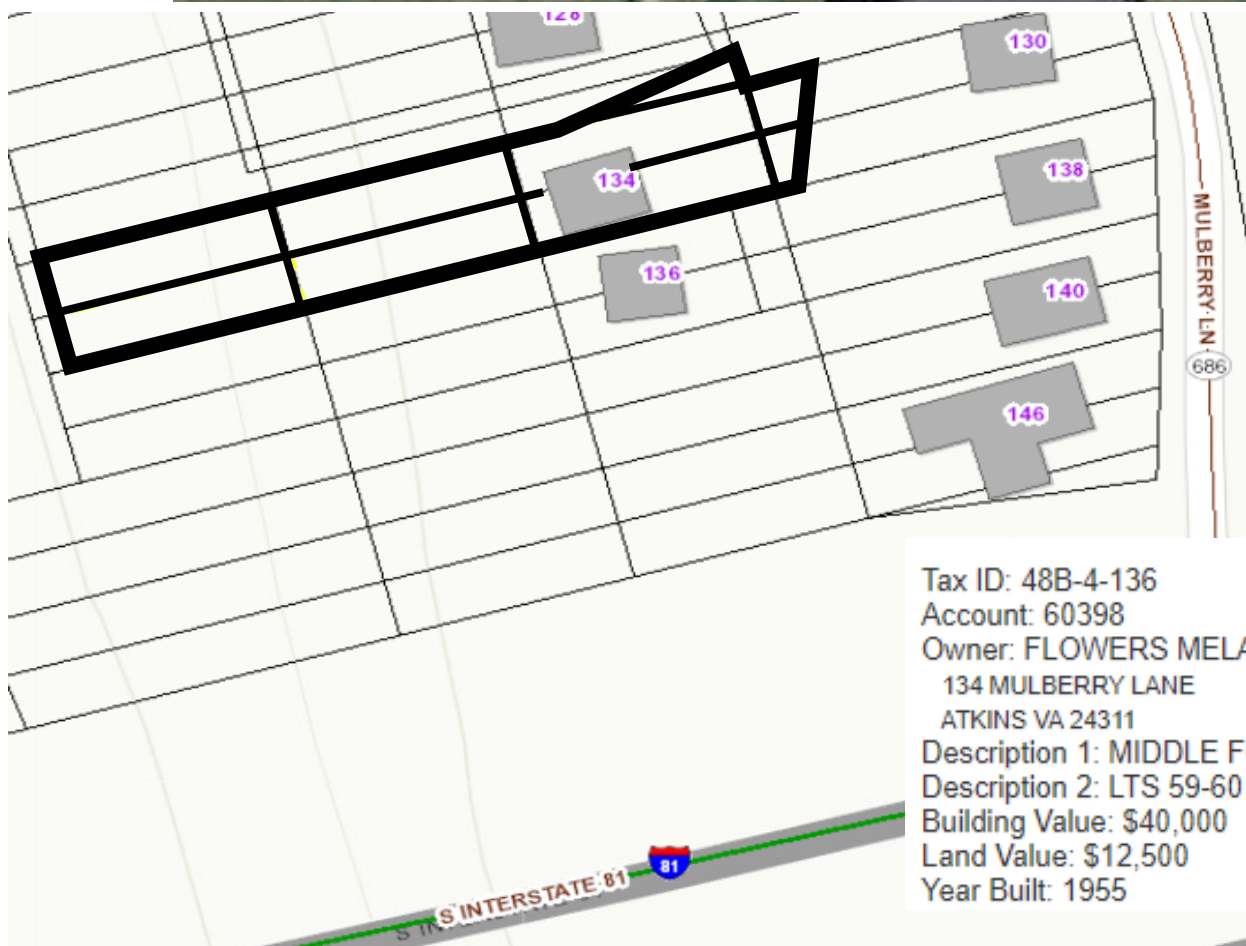 128
130
134
138
136
140
146
MULBERRY LN
686
Tax ID: 48B-4-136
Account: 60398
Owner: FLOWERS
134 MULBERRY LANE
ATKINS VA 24311
Description 1: MIDDLE
Description 2: LTS 59-60
Building Value: $40,000
Land Value: $12,500
Year Built: 1955
81
S INTERSTATE 81